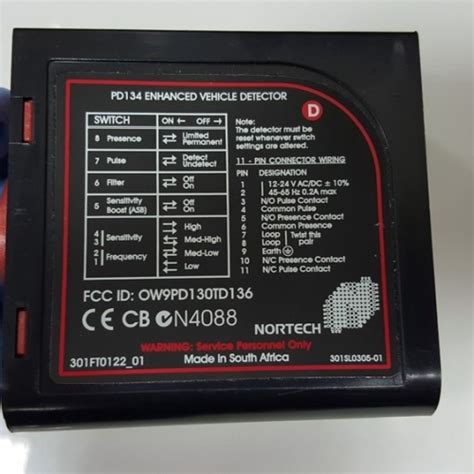 PD134 ENHANCED VEHICLE DETECTOR
D
SWITCH ON ⇄ OFF
8 Presence ⇄ Limited Permanent
7 Pulse ⇄ Detect Undetect
6 Filter ⇄ Off On
5 Sensitivity Boost (ASB) ⇄ Off On
4 3 Sensitivity
2 1 Frequency
High
Med-High
Med-Low
Low
Note:
The detector must be
reset whenever switch
settings are altered.
11 - PIN CONNECTOR WIRING
PIN DESIGNATION
1 12-24 V AC/DC ± 10%
2 45-65 Hz 0.2A max
3 N/O Pulse Contact
4 Common Pulse
5 N/O Presence Contact
6 Common Presence
7 Loop Twist this
8 Loop pair
9 Earth
10 N/C Presence Contact
11 N/C Pulse Contact
FCC ID: OW9PD130TD136
CE CB N4088
NORTECH
WARNING: Service Personnel Only
301FT0122_01 Made in South Africa 301SL0305-01